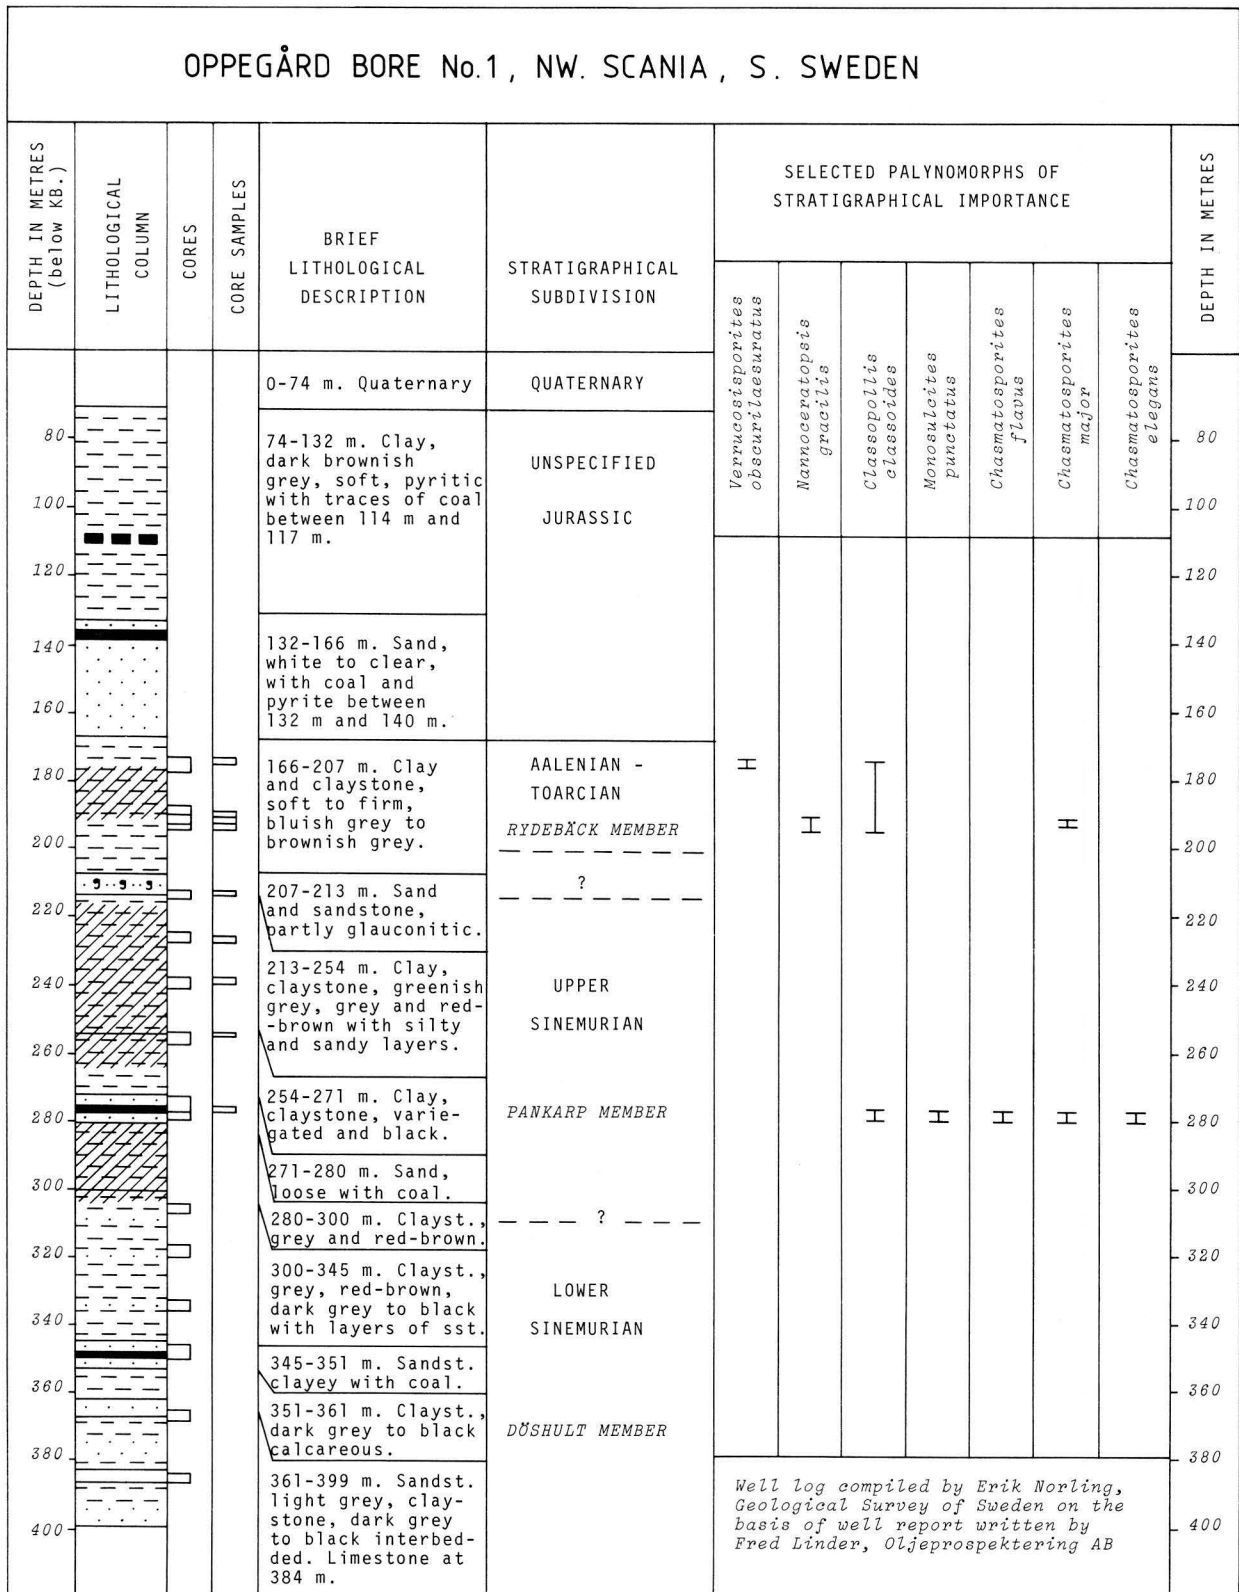 OPPEGÅRD BORE No.1, NW. SCANIA, S. SWEDEN
DEPTH IN METRES
(below KB.)
LITHOLOGICAL
COLUMN
CORES
CORE SAMPLES
BRIEF
LITHOLOGICAL
DESCRIPTION
STRATIGRAPHICAL
SUBDIVISION
SELECTED PALYNOMORPHS OF
STRATIGRAPHICAL IMPORTANCE
Verrucosisporites
obscurilaesuratus
Nannoceratopsis
gracilis
Classopollis
classoides
Monosulcites
punctatus
Chasmatosporites
flavus
Chasmatosporites
major
Chasmatosporites
elegans
DEPTH IN METRES
80
100
120
140
160
180
200
220
240
260
280
300
320
340
360
380
400
0-74 m. Quaternary
74-132 m. Clay,
dark brownish
grey, soft, pyritic
with traces of coal
between 114 m and
117 m.
132-166 m. Sand,
white to clear,
with coal and
pyrite between
132 m and 140 m.
166-207 m. Clay
and claystone,
soft to firm,
bluish grey to
brownish grey.
207-213 m. Sand
and sandstone,
partly glauconitic.
213-254 m. Clay,
claystone, greenish
grey, grey and red-
-brown with silty
and sandy layers.
254-271 m. Clay,
claystone, varie-
gated and black.
271-280 m. Sand,
loose with coal.
280-300 m. Clayst.,
grey and red-brown.
300-345 m. Clayst.,
grey, red-brown,
dark grey to black
with layers of sst.
345-351 m. Sandst.
clayey with coal.
351-361 m. Clayst.,
dark grey to black
calcareous.
361-399 m. Sandst.
light grey, clay-
stone, dark grey
to black interbed-
ded. Limestone at
384 m.
QUATERNARY
UNSPECIFIED
JURASSIC
AALENIAN -
TOARCIAN
RYDEBÄCK MEMBER
?
UPPER
SINEMURIAN
PANKARP MEMBER
?
LOWER
SINEMURIAN
DÖSHULT MEMBER
80
100
120
140
160
180
200
220
240
260
280
300
320
340
360
380
400
Well log compiled by Erik Norling,
Geological Survey of Sweden on the
basis of well report written by
Fred Linder, Oljeprospektering AB